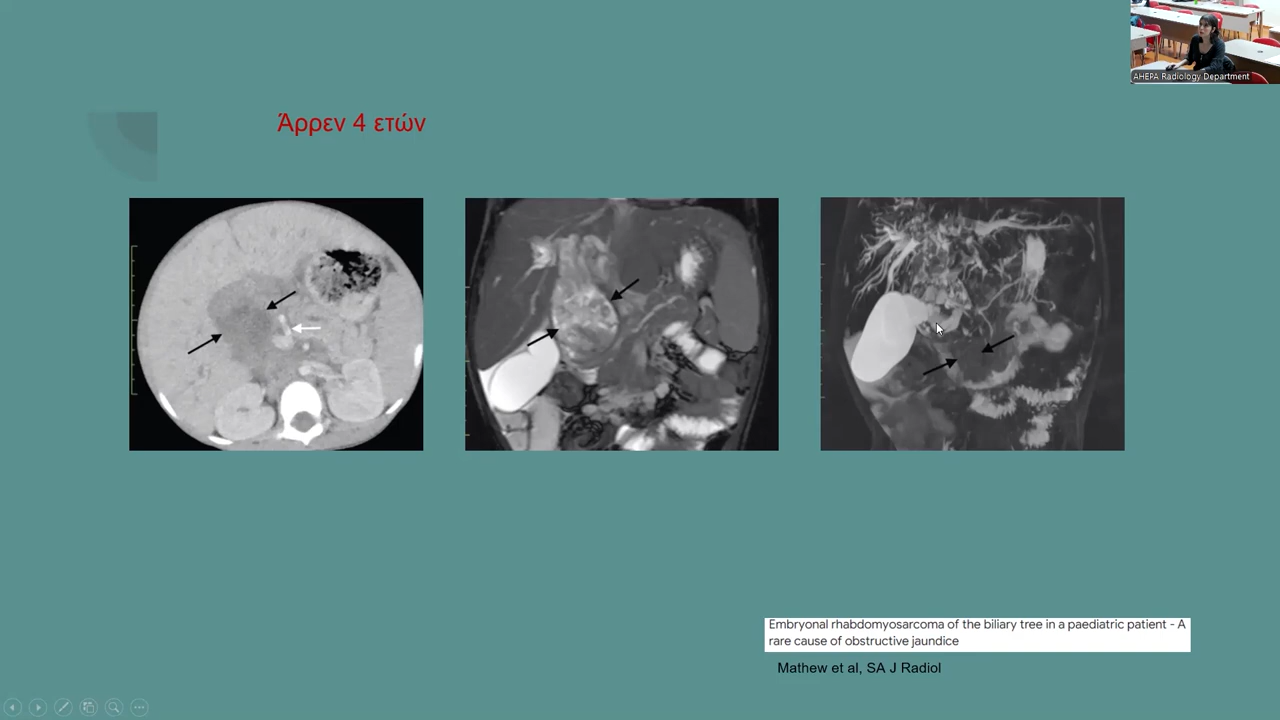 AHEPA Radiology Department
Άρρεν 4 ετών
Embryonal rhabdomyosarcoma of the biliary tree in a paediatric patient - A
rare cause of obstructive jaundice
Mathew et al, SA J Radiol